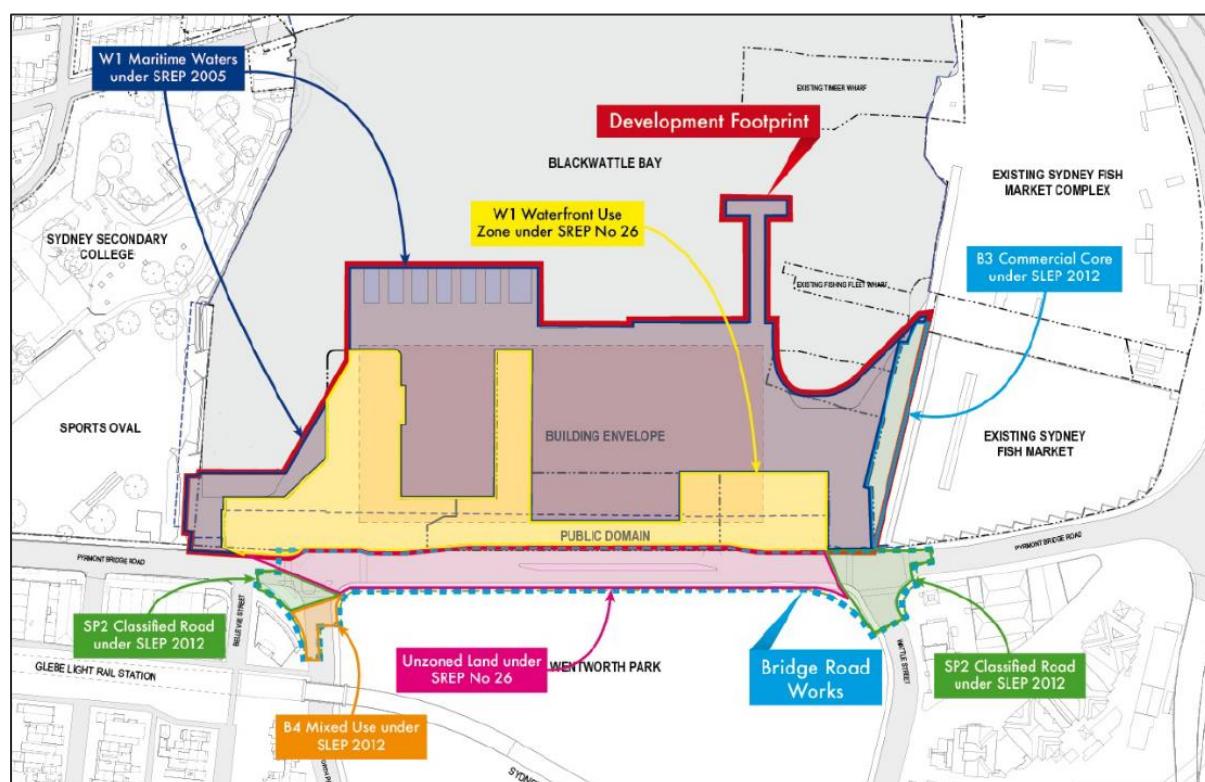 W1 Maritime Waters
under SREP 2005
EXISTING TIMBER WHARF
Development Footprint
BLACKWATTLE BAY
EXISTING SYDNEY FISH
MARKET COMPLEX
W1 Waterfront Use
Zone under SREP No 26
SYDNEY SECONDARY
COLLEGE
B3 Commercial Core
under SLEP 2012
EXISTING FISHING FLEET WHARF
SPORTS OVAL
BUILDING ENVELOPE
EXISTING SYDNEY
FISH MARKET
PUBLIC DOMAIN
PYRMONT BRIDGE ROAD
PYRMONT BRIDGE ROAD
SP2 Classified Road
under SLEP 2012
BELLEVUE STREET
GLEBE LIGHT RAIL STATION
Unzoned Land under
SREP No 26
WENTWORTH PARK
Bridge Road
Works
WATTLE STREET
SP2 Classified Road
under SLEP 2012
B4 Mixed Use under
SLEP 2012